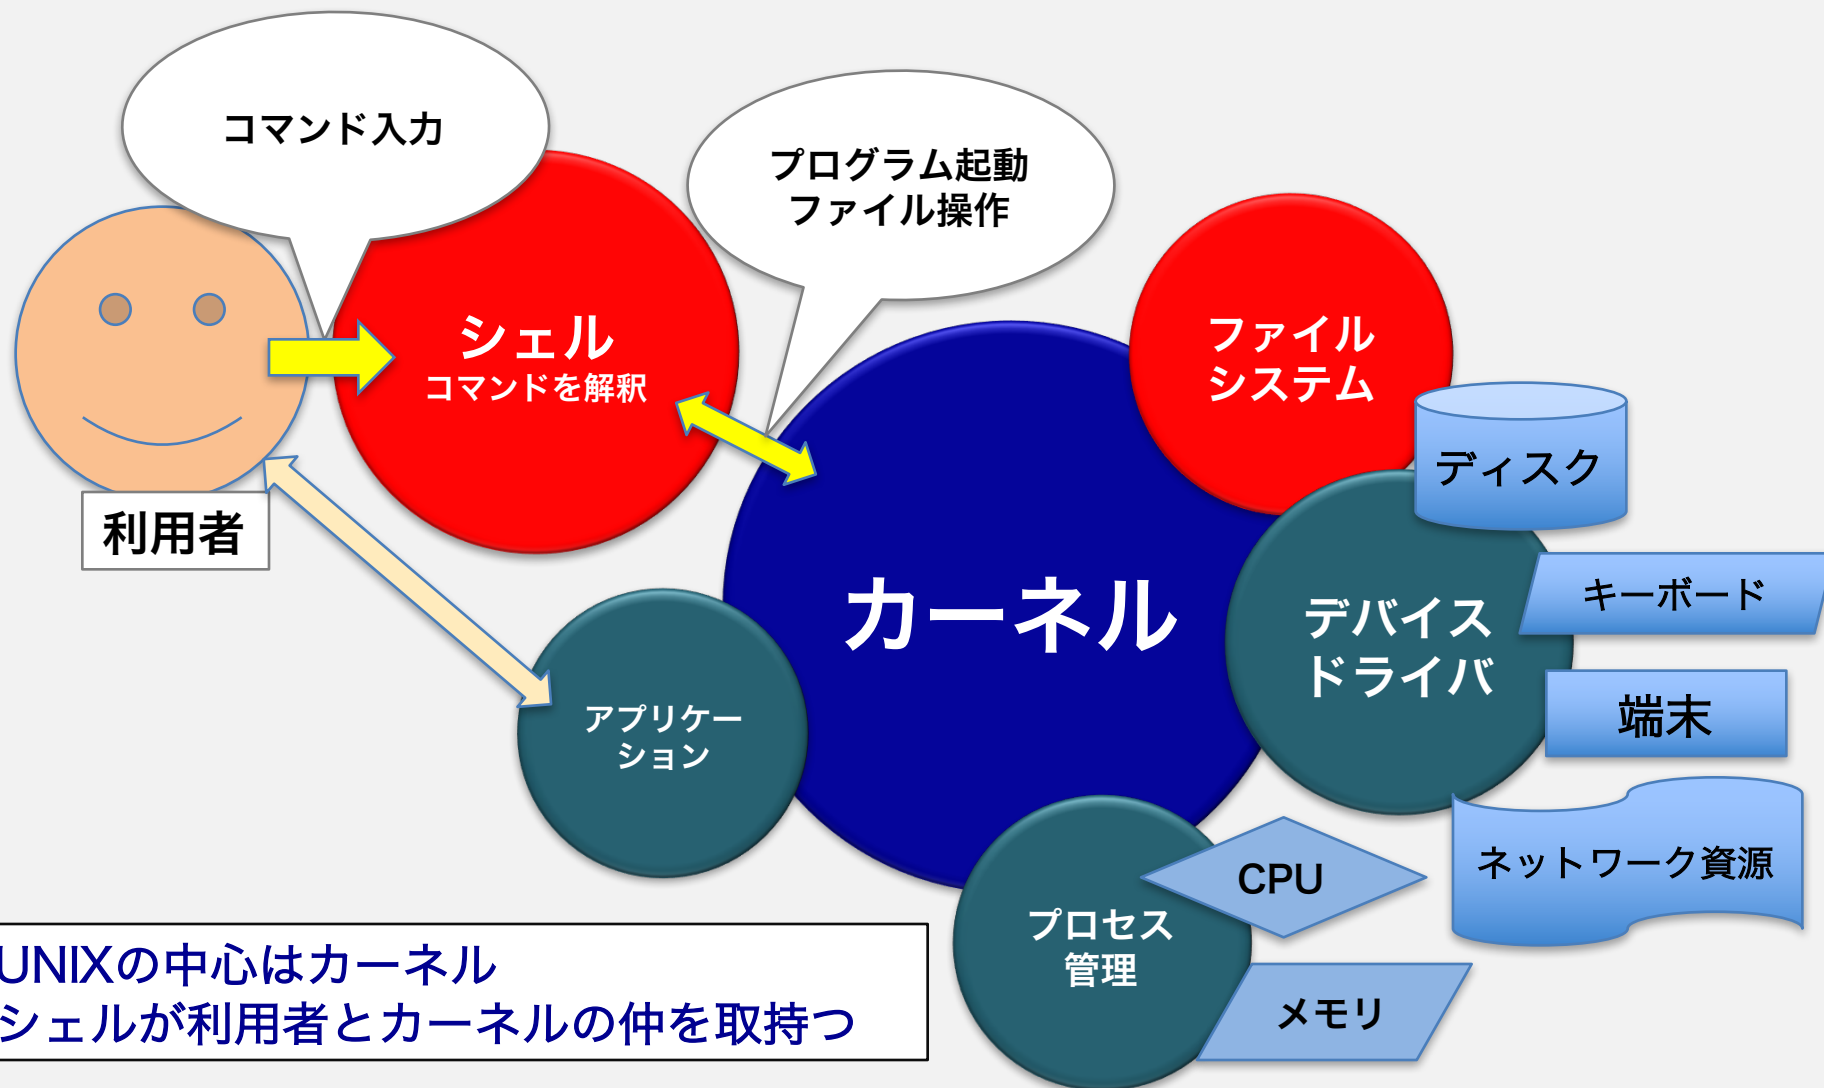 コマンド入力
プログラム起動
ファイル操作
シェル
コマンドを解釈
ファイル
システム
ディスク
利用者
カーネル
デバイス
ドライバ
キーボード
端末
アプリケー
ション
ネットワーク資源
CPU
プロセス
管理
メモリ
UNIXの中心はカーネル
シェルが利用者とカーネルの仲を取持つ